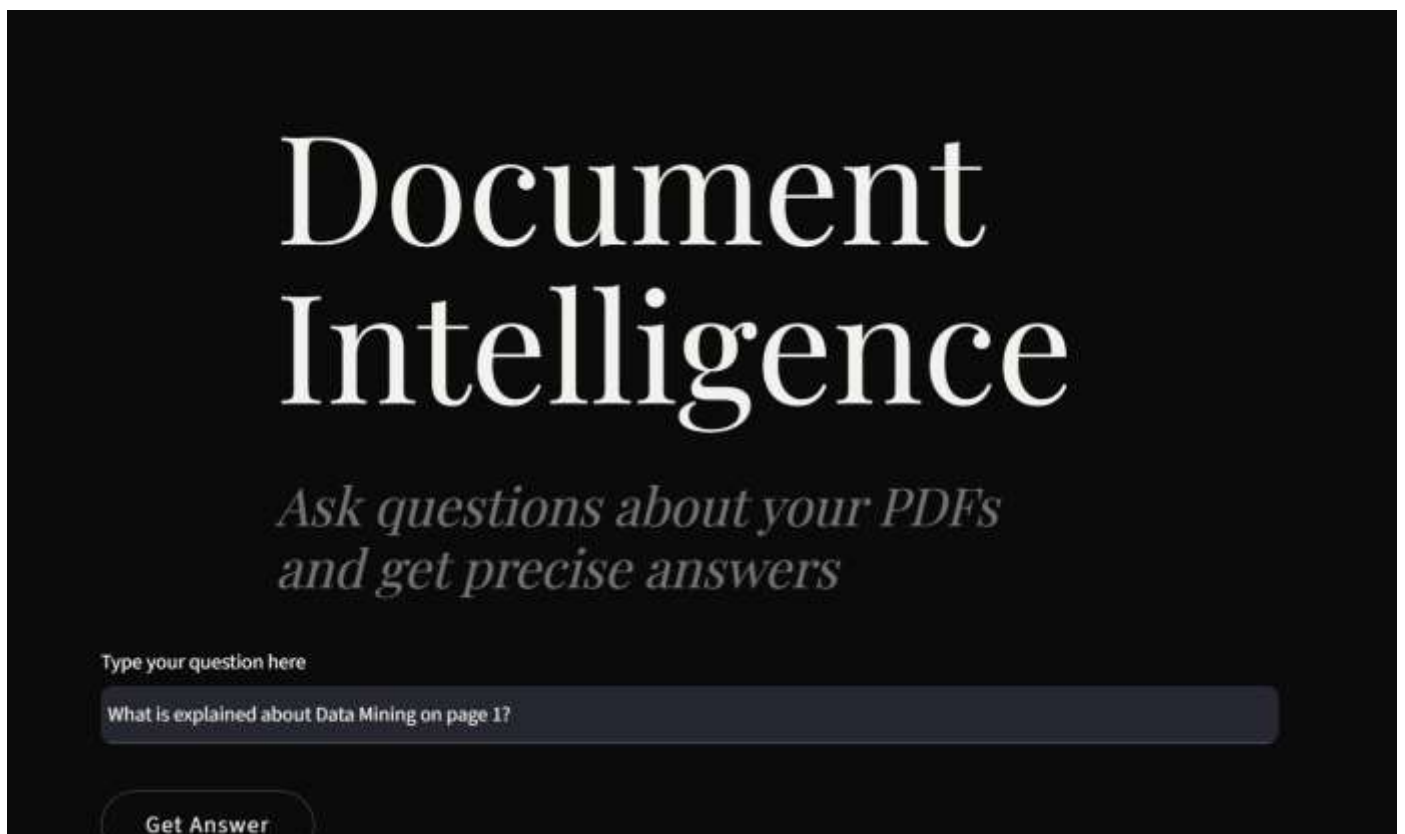 Document
Intelligence
Ask questions about your PDFs
and get precise answers
Type your question here
What is explained about Data Mining on page 1?
Get Answer